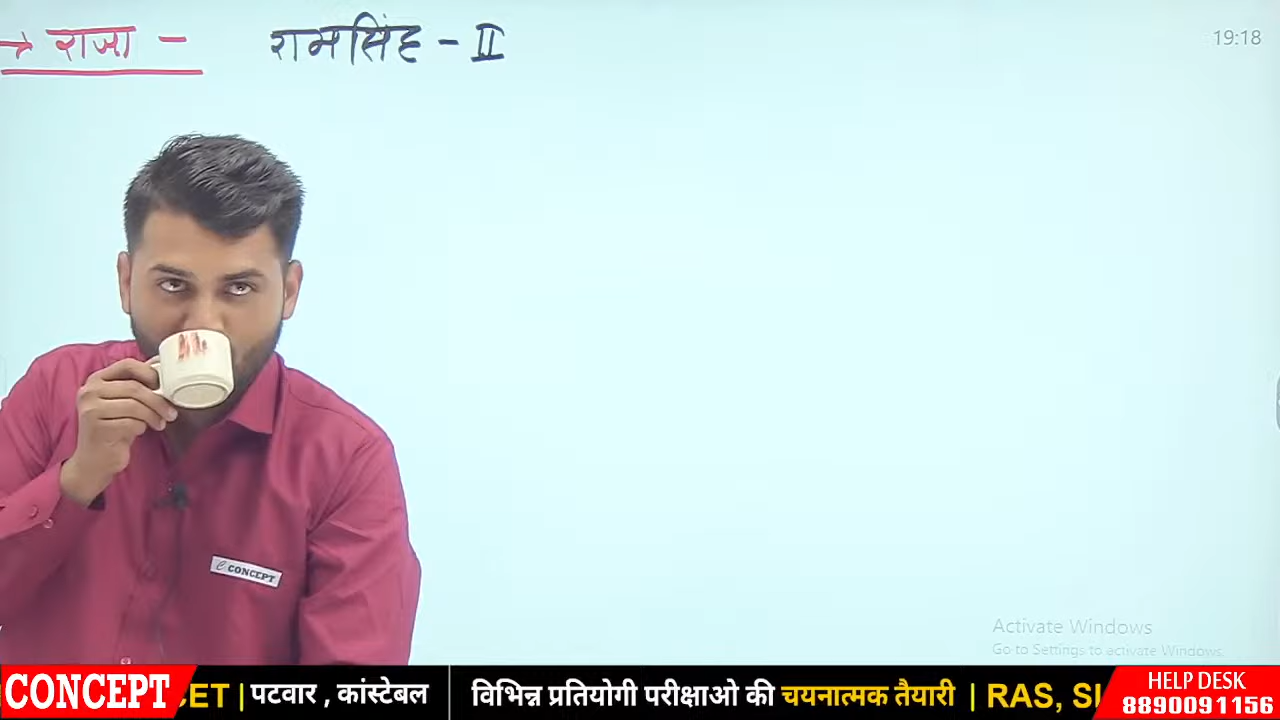 → राजा - रामसिंह - II
19:18
CONCEPT
Activate Windows
Go to Settings to activate Windows.
CONCEPT CET | पटवार , कांस्टेबल | विभिन्न प्रतियोगी परीक्षाओ की चयनात्मक तैयारी | RAS, SI HELP DESK
8890091156